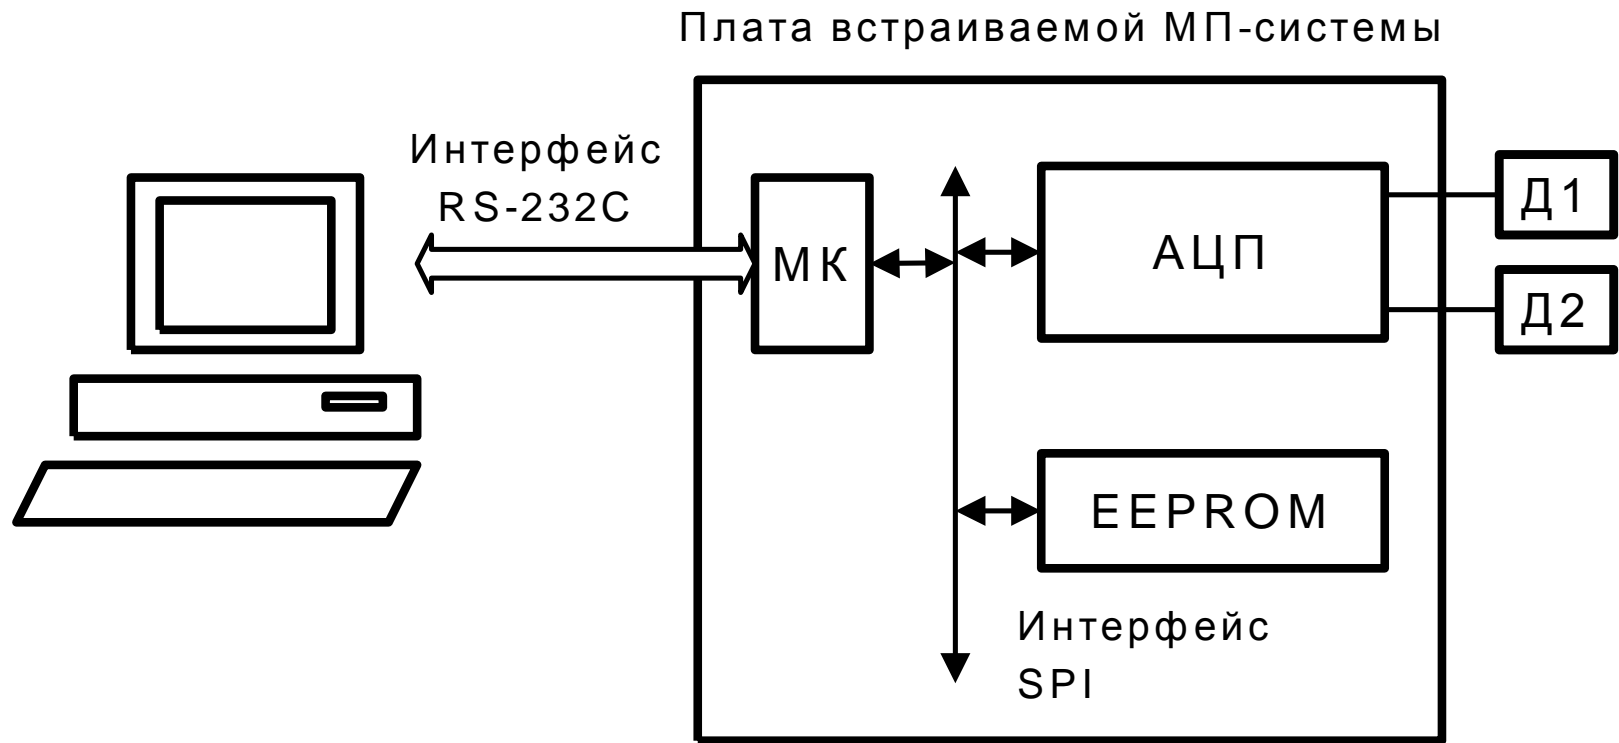 Плата встраиваемой МП-системы
Интерфейс
RS-232C
МК
АЦП
Д1
Д2
EEPROM
Интерфейс
SPI